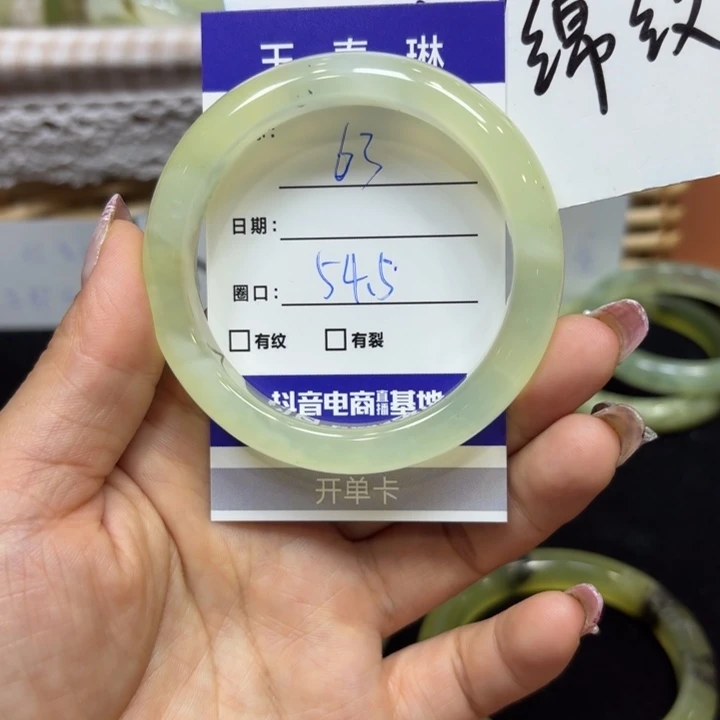 绵纹
63
日期:
圈口: 54.5
□有纹 □有裂
抖音电商直播基地
开单卡